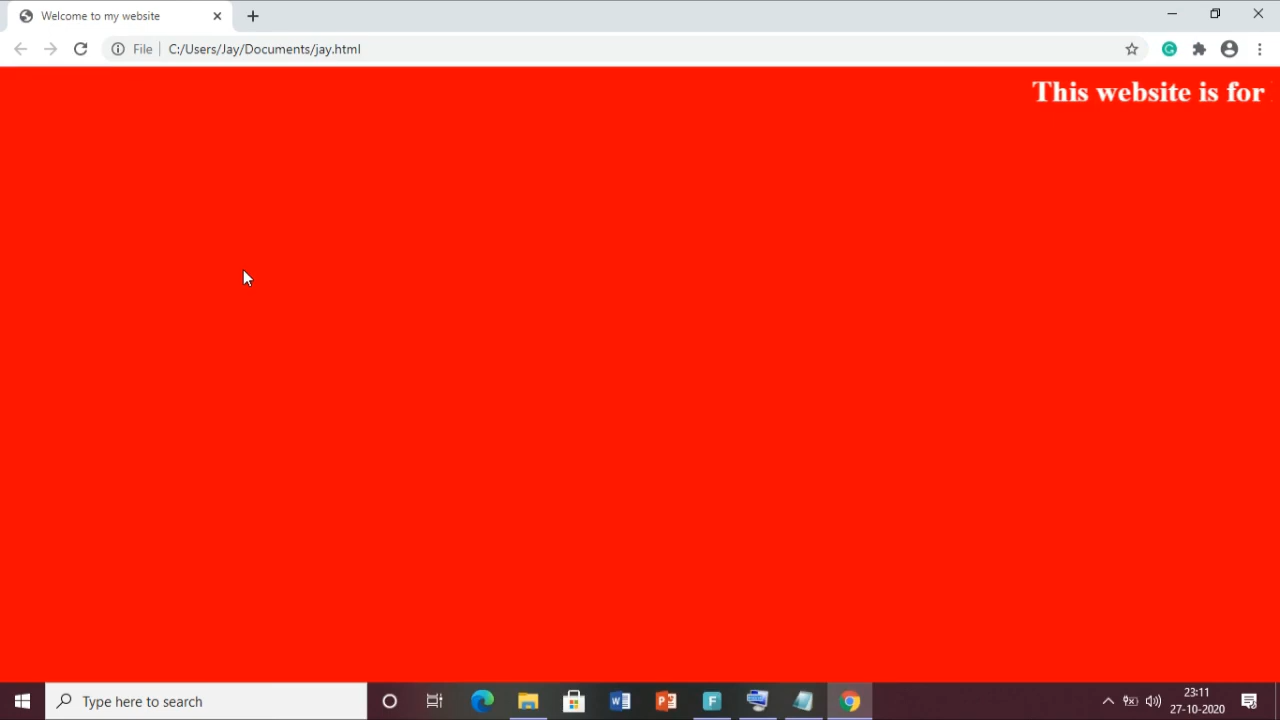 Welcome to my website
File C:/Users/Jay/Documents/jay.html
This website is for
Type here to search
23:11
27-10-2020